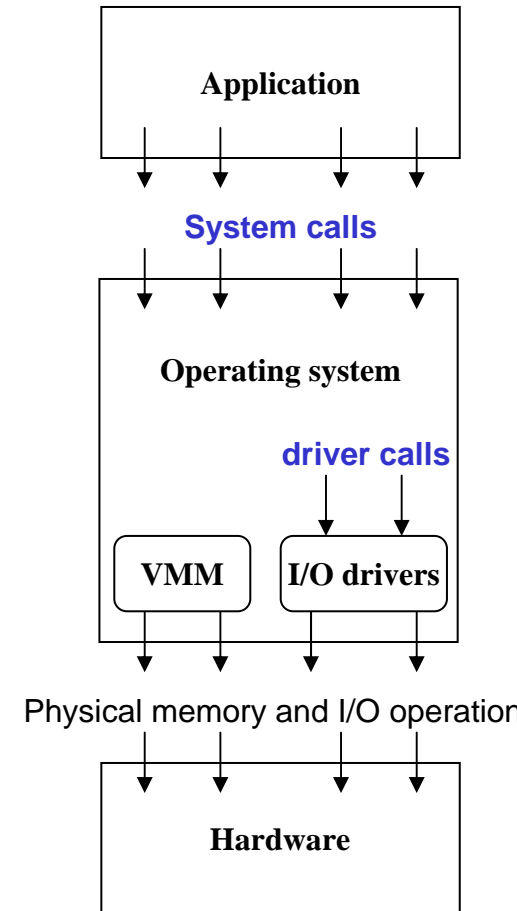 Application
System calls
Operating system
driver calls
VMM
I/O drivers
Physical memory and I/O operation
Hardware